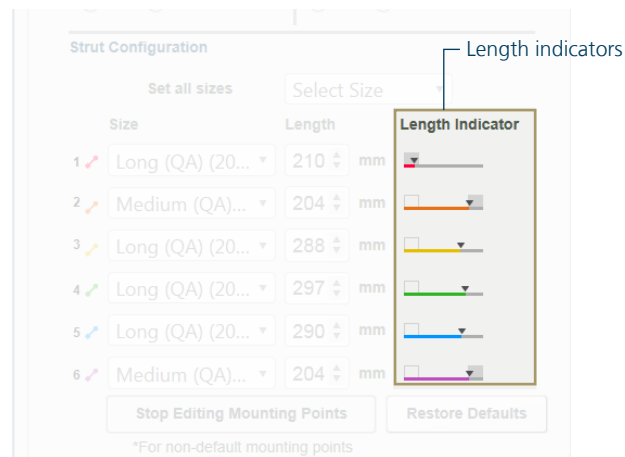 Strut Configuration
Length indicators
Set all sizes Select Size
Size Length Length Indicator
1 Long (QA) (20... 210 mm
2 Medium (QA)... 204 mm
3 Long (QA) (20... 288 mm
4 Long (QA) (20... 297 mm
5 Long (QA) (20... 290 mm
6 Medium (QA)... 204 mm
Stop Editing Mounting Points Restore Defaults
*For non-default mounting points